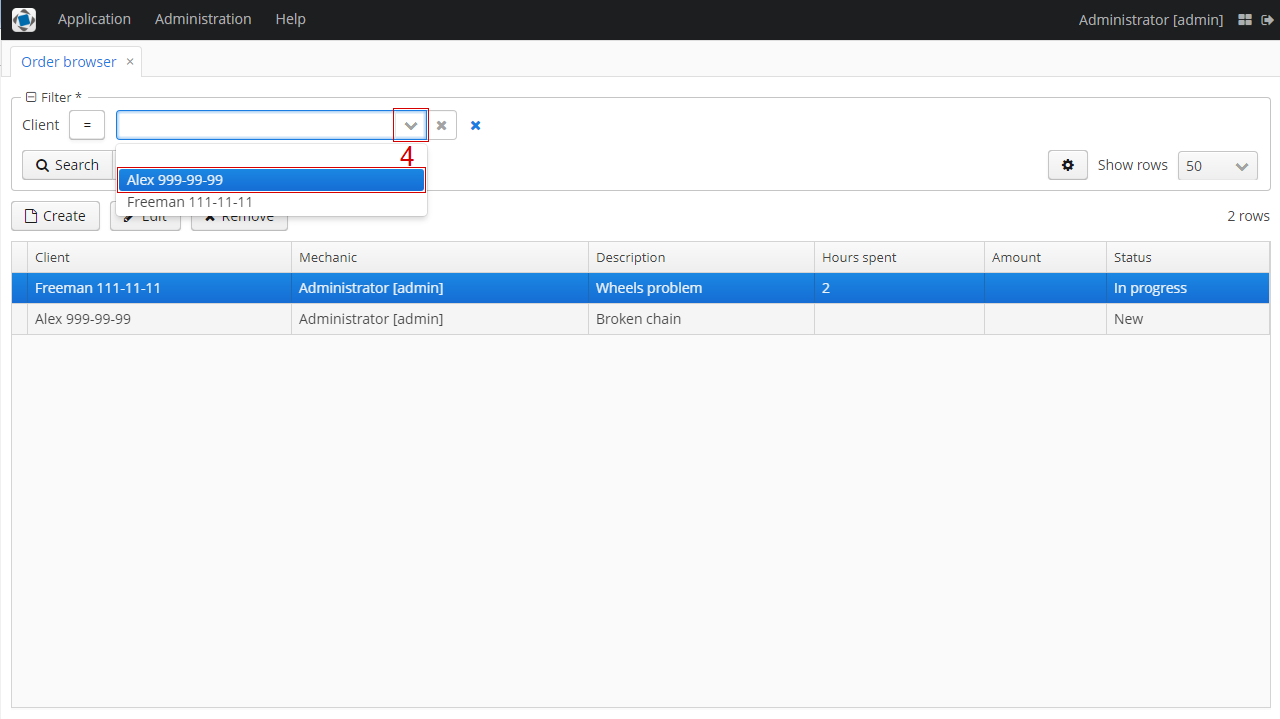 Application Administration Help Administrator [admin]
Order browser ×
Filter *
Client =
4
Search Show rows 50
Alex 999-99-99
Freeman 111-11-11
Create Edit Remove 2 rows
Client Mechanic Description Hours spent Amount Status
Freeman 111-11-11 Administrator [admin] Wheels problem 2 In progress
Alex 999-99-99 Administrator [admin] Broken chain New